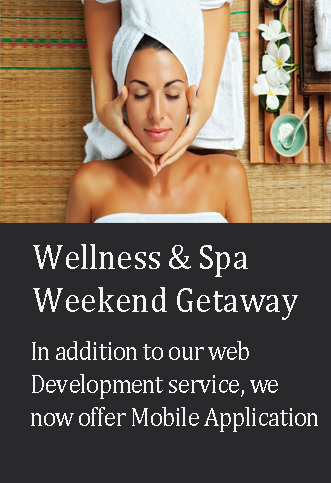 Wellness & Spa
Weekend Getaway
In addition to our web
Development service, we
now offer Mobile Application